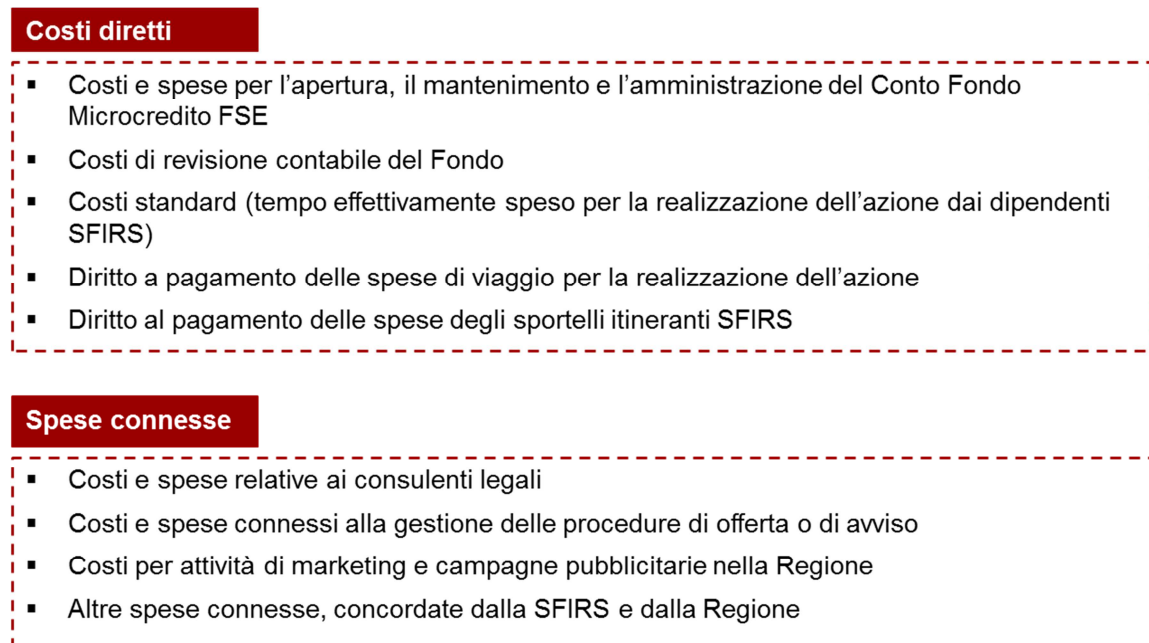 Costi diretti
▪ Costi e spese per l’apertura, il mantenimento e l’amministrazione del Conto Fondo
Microcredito FSE
▪ Costi di revisione contabile del Fondo
▪ Costi standard (tempo effettivamente speso per la realizzazione dell’azione dai dipendenti
SFIRS)
▪ Diritto a pagamento delle spese di viaggio per la realizzazione dell’azione
▪ Diritto al pagamento delle spese degli sportelli itineranti SFIRS
Spese connesse
▪ Costi e spese relative ai consulenti legali
▪ Costi e spese connessi alla gestione delle procedure di offerta o di avviso
▪ Costi per attività di marketing e campagne pubblicitarie nella Regione
▪ Altre spese connesse, concordate dalla SFIRS e dalla Regione